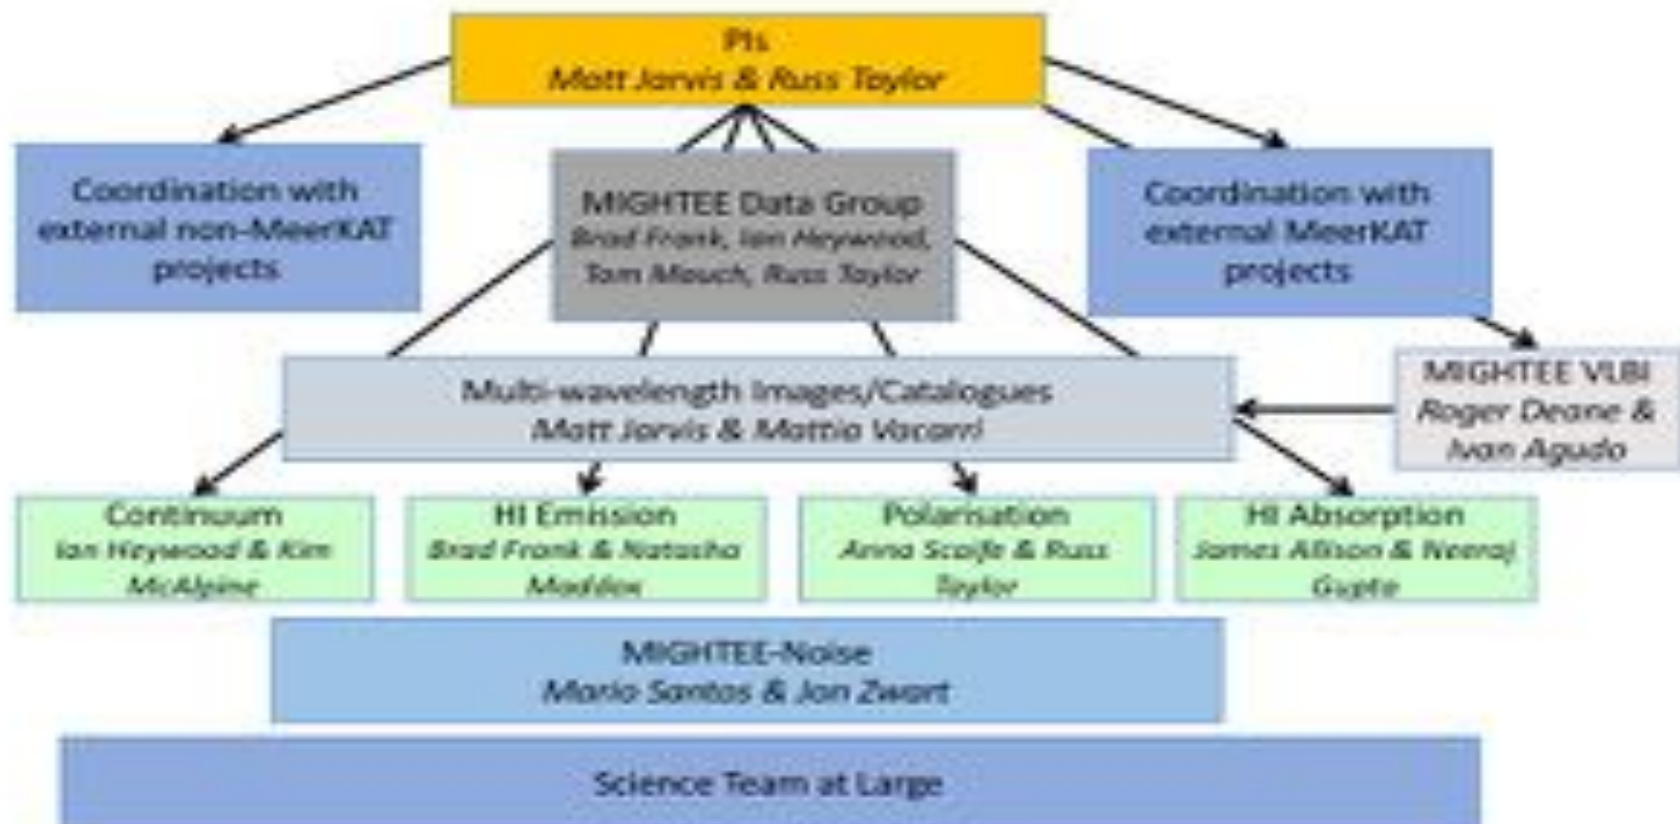 PIs
Matt Jarvis & Russ Taylor
Coordination with
external non-MeerKAT
projects
MIGHTEE Data Group
Brad Frank, Ian Heywood,
Tom Mauch, Russ Taylor
Coordination with
external MeerKAT
projects
Multi-wavelength Images/Catalogues
Matt Jarvis & Mattia Vacarri
MIGHTEE VLBI
Roger Deane &
Ivan Agudo
Continuum
Ian Heywood & Kim
McAlpine
HI Emission
Brad Frank & Natasha
Maddox
Polarisation
Anna Scaife & Russ
Taylor
HI Absorption
James Allison & Neeraj
Gupta
MIGHTEE-Noise
Mario Santos & Jon Zwart
Science Team at Large